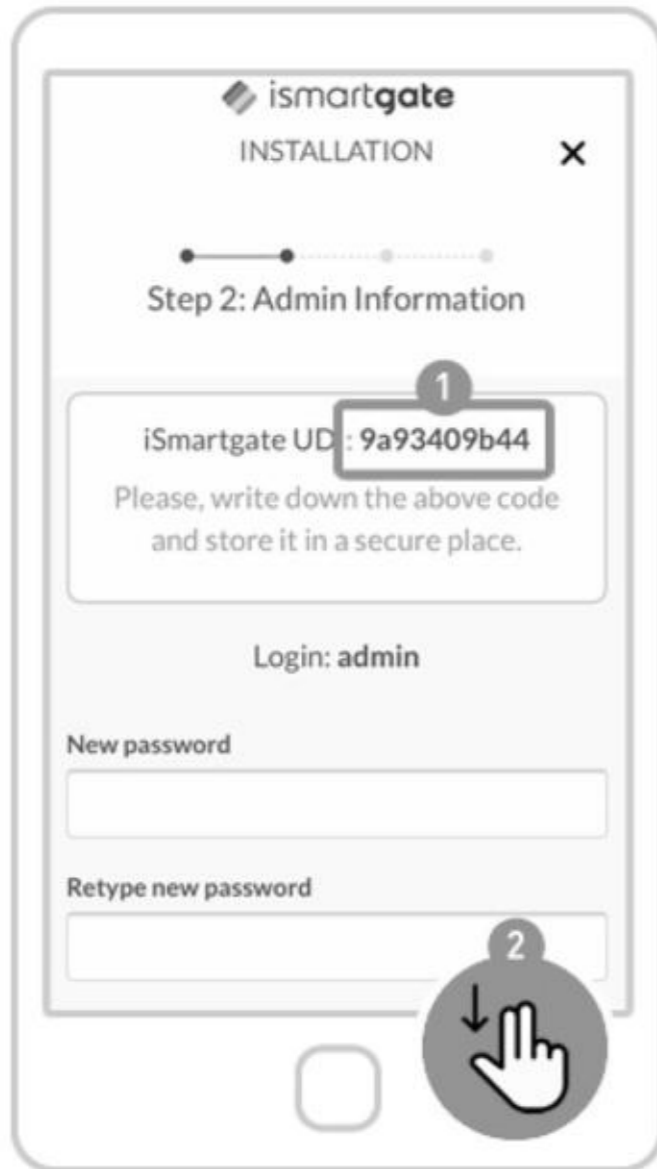 ismartgate
INSTALLATION
Step 2: Admin Information
1
iSmartgate UD : 9a93409b44
Please, write down the above code
and store it in a secure place.
Login: admin
New password
Retype new password
2